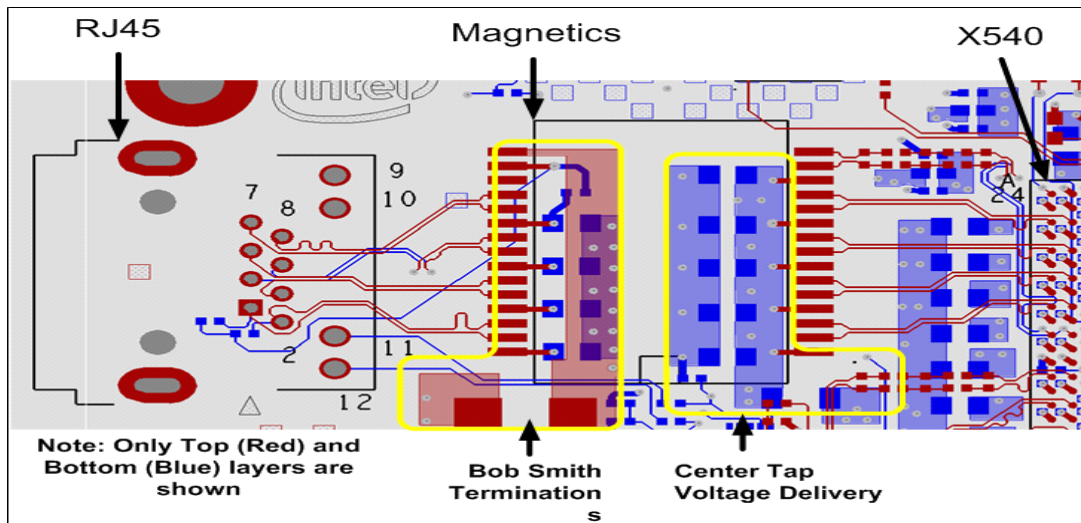 RJ45
Magnetics
X540
intel
7
8
9
10
A
24
2
11
12
Note: Only Top (Red) and
Bottom (Blue) layers are
shown
Bob Smith
Termination
s
Center Tap
Voltage Delivery